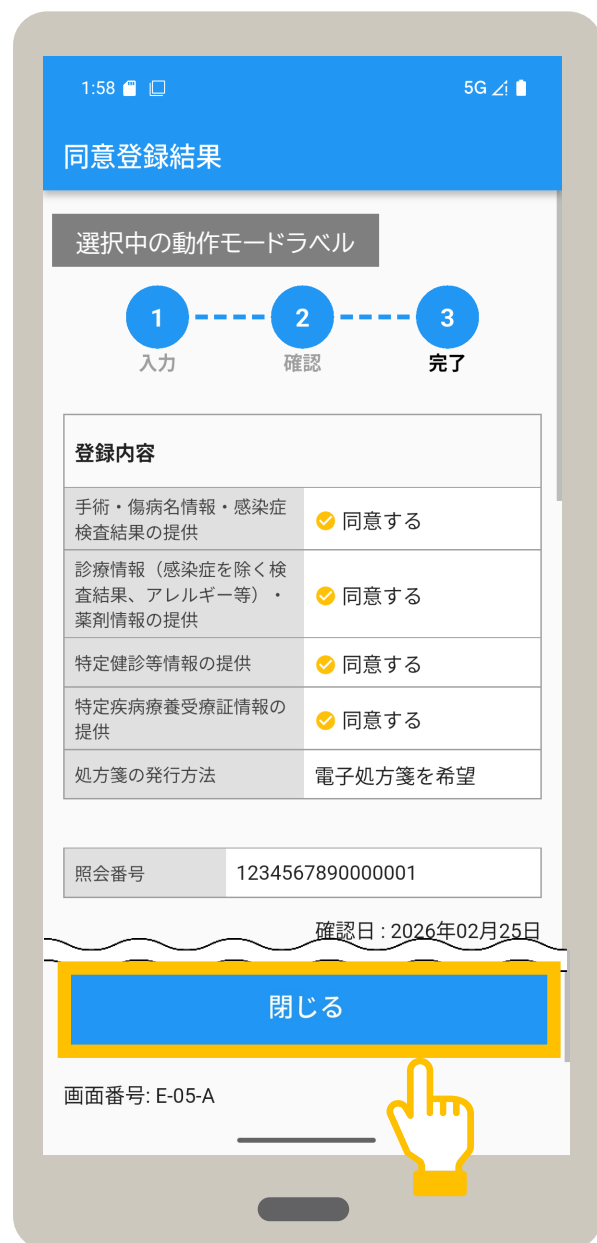 1:58 5G
同意登録結果
選択中の動作モードラベル
1 2 3
入力 確認 完了
登録内容
手術・傷病名情報・感染症
検査結果の提供
同意する
診療情報（感染症を除く検
査結果、アレルギー等）・
薬剤情報の提供
同意する
特定健診等情報の提供
同意する
特定疾病療養受療証情報の
提供
同意する
処方箋の発行方法
電子処方箋を希望
照会番号
1234567890000001
確認日 : 2026年02月25日
閉じる
画面番号: E-05-A